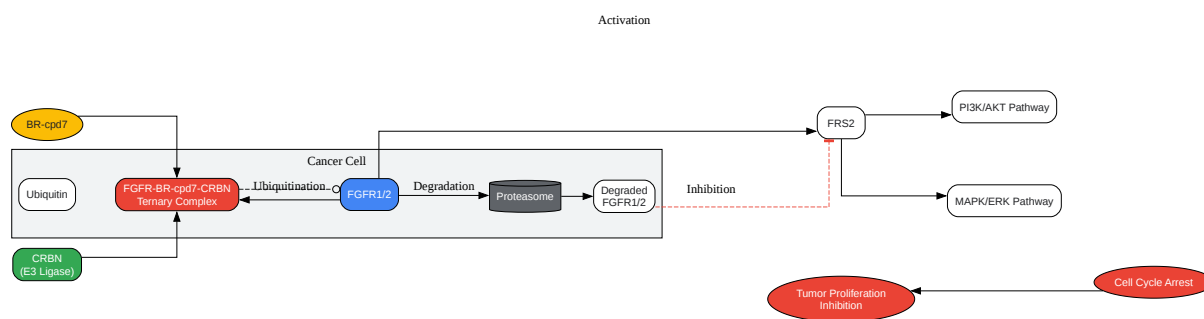 Activation
PI3K/AKT Pathway
BR-cpd7
FRS2
Cancer Cell
Ubiquitin
FGFR-BR-cpd7-CRBN
Ternary Complex
Ubiquitination
FGFR1/2
Degradation
Proteasome
Degraded
FGFR1/2
Inhibition
MAPK/ERK Pathway
CRBN
(E3 Ligase)
Tumor Proliferation
Inhibition
Cell Cycle Arrest